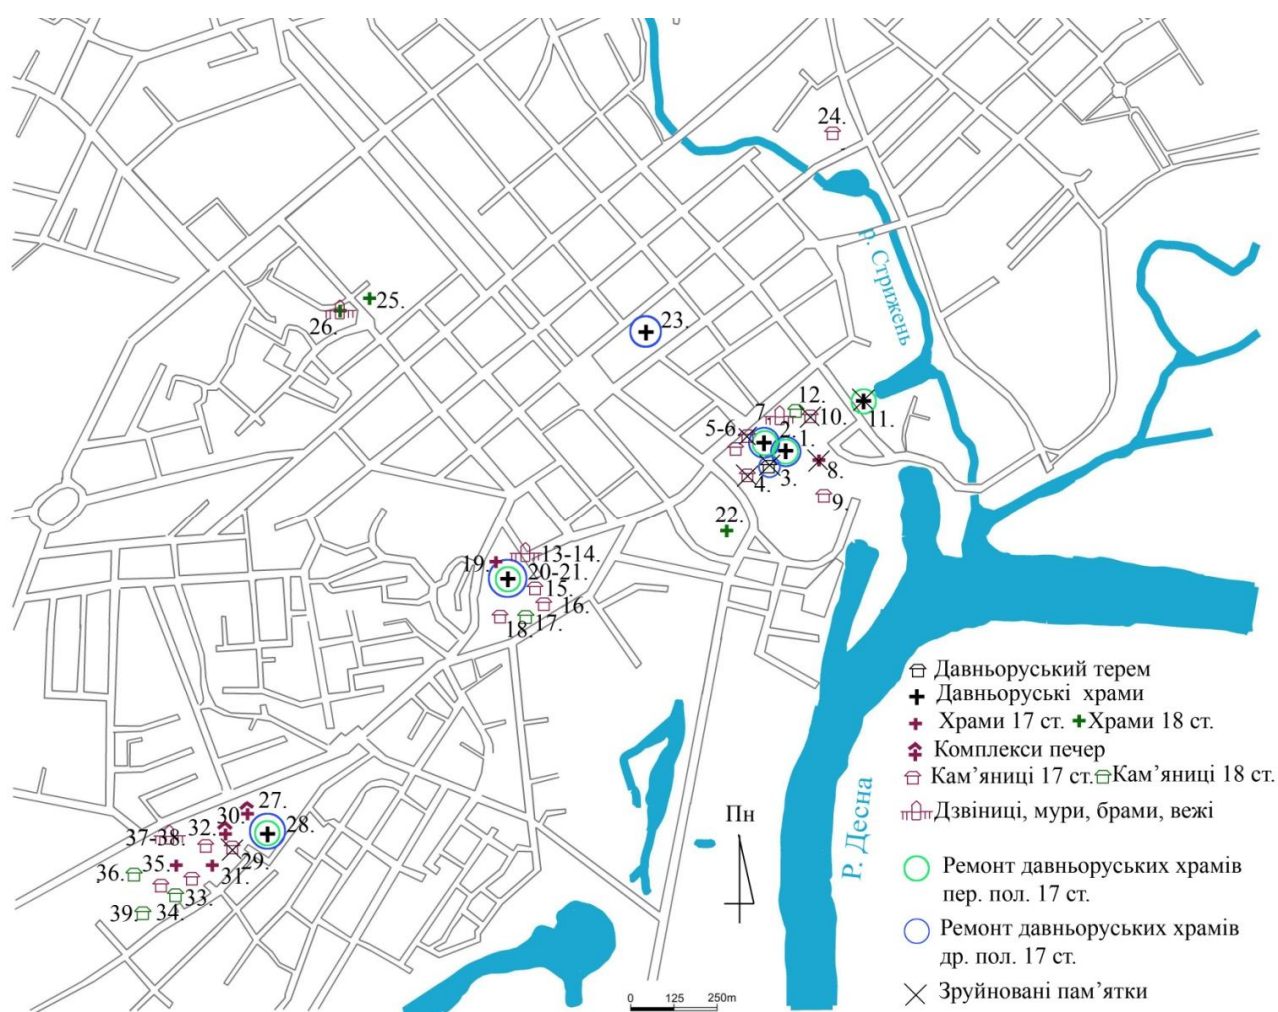 24.
р. Стрижень
25.
26.
23.
12.
7.
10.
11.
5-6
2.
1.
8.
3.
4.
9.
22.
13-14.
19.
20-21.
15.
16.
18.
17.
Давньоруський терем
Давньоруські храми
Храми 17 ст.
Храми 18 ст.
Комплекси печер
Кам’яниці 17 ст.
Кам’яниці 18 ст.
Дзвіниці, мури, брами, вежі
Пн
Р. Десна
Ремонт давньоруських храмів
пер. пол. 17 ст.
Ремонт давньоруських храмів
др. пол. 17 ст.
Зруйновані пам’ятки
27.
30.
28.
37-38.
32.
29.
35.
36.
31.
33.
39.
34.
0 125 250m